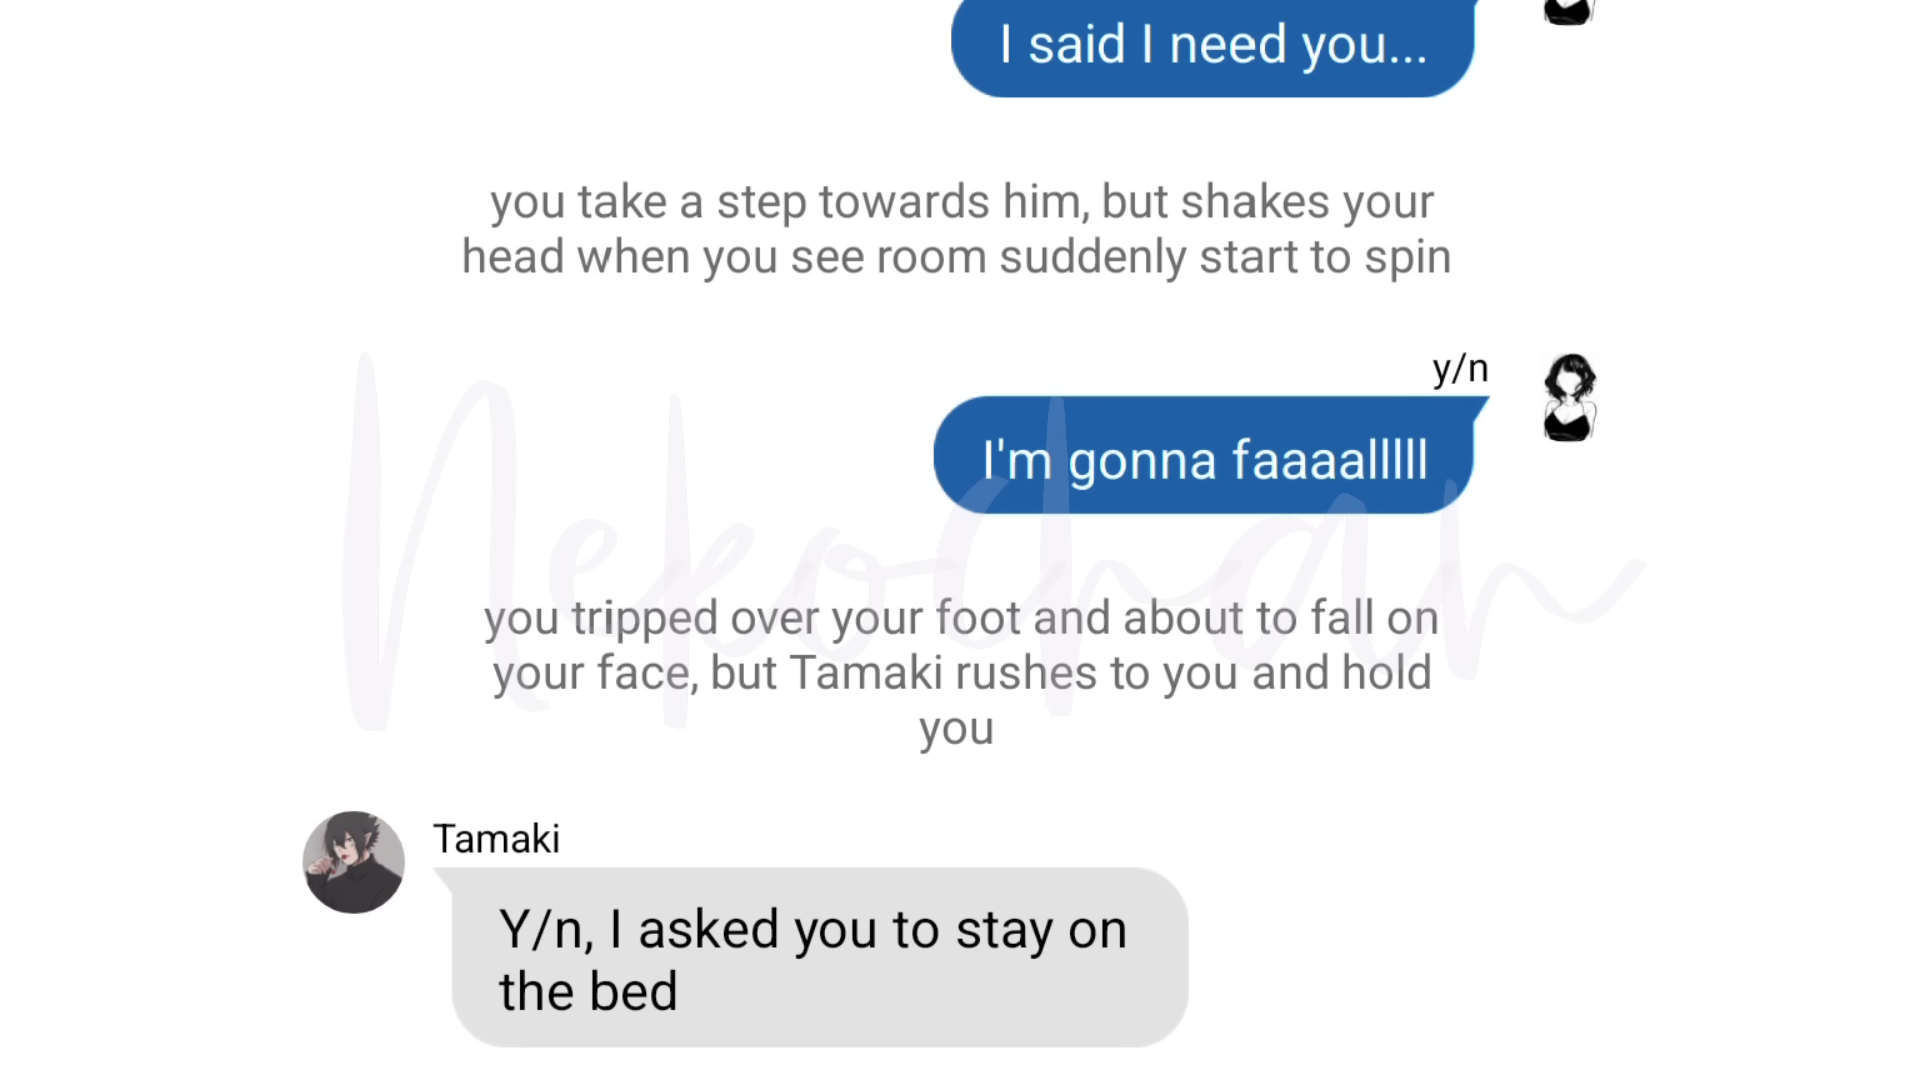 I said I need you...
you take a step towards him, but shakes your
head when you see room suddenly start to spin
y/n
I'm gonna faaaalllll
Nekochan
you tripped over your foot and about to fall on
your face, but Tamaki rushes to you and hold
you
Tamaki
Y/n, I asked you to stay on
the bed